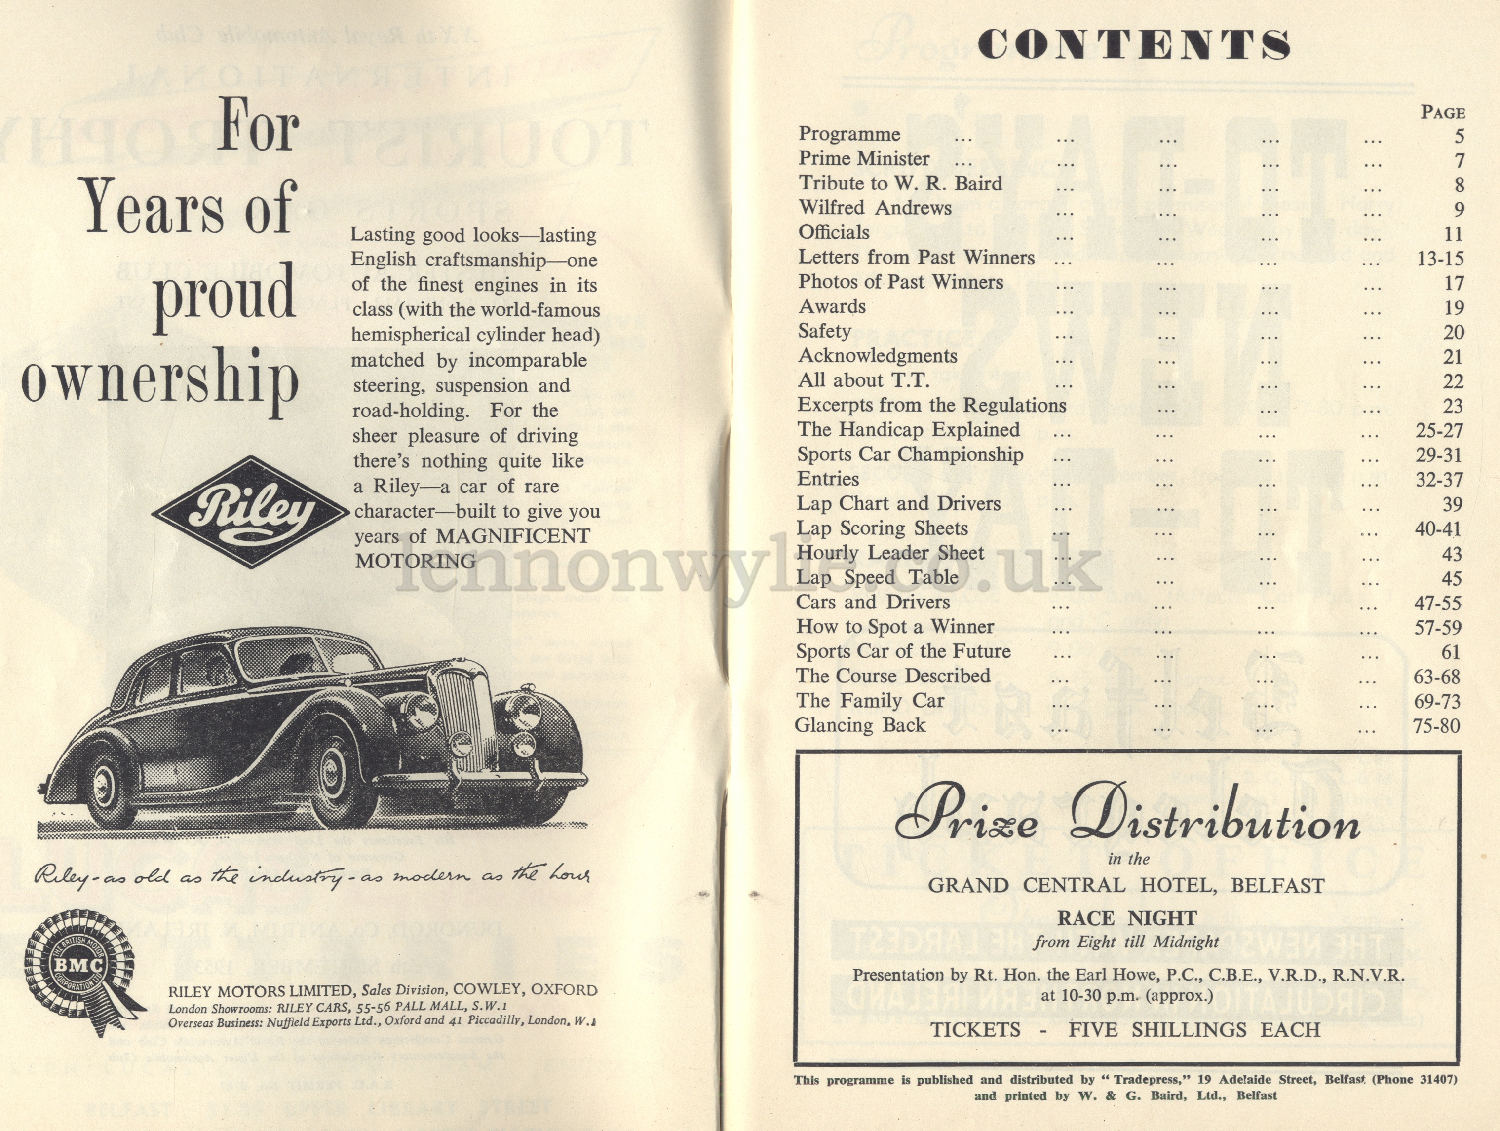 For
Years of
proud
ownership
Lasting good looks—lasting
English craftsmanship—one
of the finest engines in its
class (with the world-famous
hemispherical cylinder head)
matched by incomparable
steering, suspension and
road-holding. For the
sheer pleasure of driving
there's nothing quite like
a Riley—a car of rare
character—built to give you
years of MAGNIFICENT
MOTORING
Riley
Riley - as old as the industry - as modern as the hour
THE BRITISH MOTOR
BMC
CORPORATION LTD
RILEY MOTORS LIMITED, Sales Division, COWLEY, OXFORD
London Showrooms: RILEY CARS, 55-56 PALL MALL, S.W.1
Overseas Business: Nuffield Exports Ltd., Oxford and 41 Piccadilly, London, W.1
CONTENTS
PAGE
Programme ... ... ... ... ... 5
Prime Minister ... ... ... ... ... 7
Tribute to W. R. Baird ... ... ... ... 8
Wilfred Andrews ... ... ... ... 9
Officials ... ... ... ... 11
Letters from Past Winners ... ... ... ... 13-15
Photos of Past Winners ... ... ... ... 17
Awards ... ... ... ... 19
Safety ... ... ... ... 20
Acknowledgments ... ... ... ... 21
All about T.T. ... ... ... ... 22
Excerpts from the Regulations ... ... ... 23
The Handicap Explained ... ... ... ... 25-27
Sports Car Championship ... ... ... ... 29-31
Entries ... ... ... ... 32-37
Lap Chart and Drivers ... ... ... ... 39
Lap Scoring Sheets ... ... ... ... 40-41
Hourly Leader Sheet ... ... ... ... 43
Lap Speed Table ... ... ... ... 45
Cars and Drivers ... ... ... ... 47-55
How to Spot a Winner ... ... ... ... 57-59
Sports Car of the Future ... ... ... ... 61
The Course Described ... ... ... ... 63-68
The Family Car ... ... ... ... 69-73
Glancing Back ... ... ... ... 75-80
lennonwylie.co.uk
Prize Distribution
in the
GRAND CENTRAL HOTEL, BELFAST
RACE NIGHT
from Eight till Midnight
Presentation by Rt. Hon. the Earl Howe, P.C., C.B.E., V.R.D., R.N.V.R.
at 10-30 p.m. (approx.)
TICKETS - FIVE SHILLINGS EACH
This programme is published and distributed by "Tradepress," 19 Adelaide Street, Belfast (Phone 31407)
and printed by W. & G. Baird, Ltd., Belfast